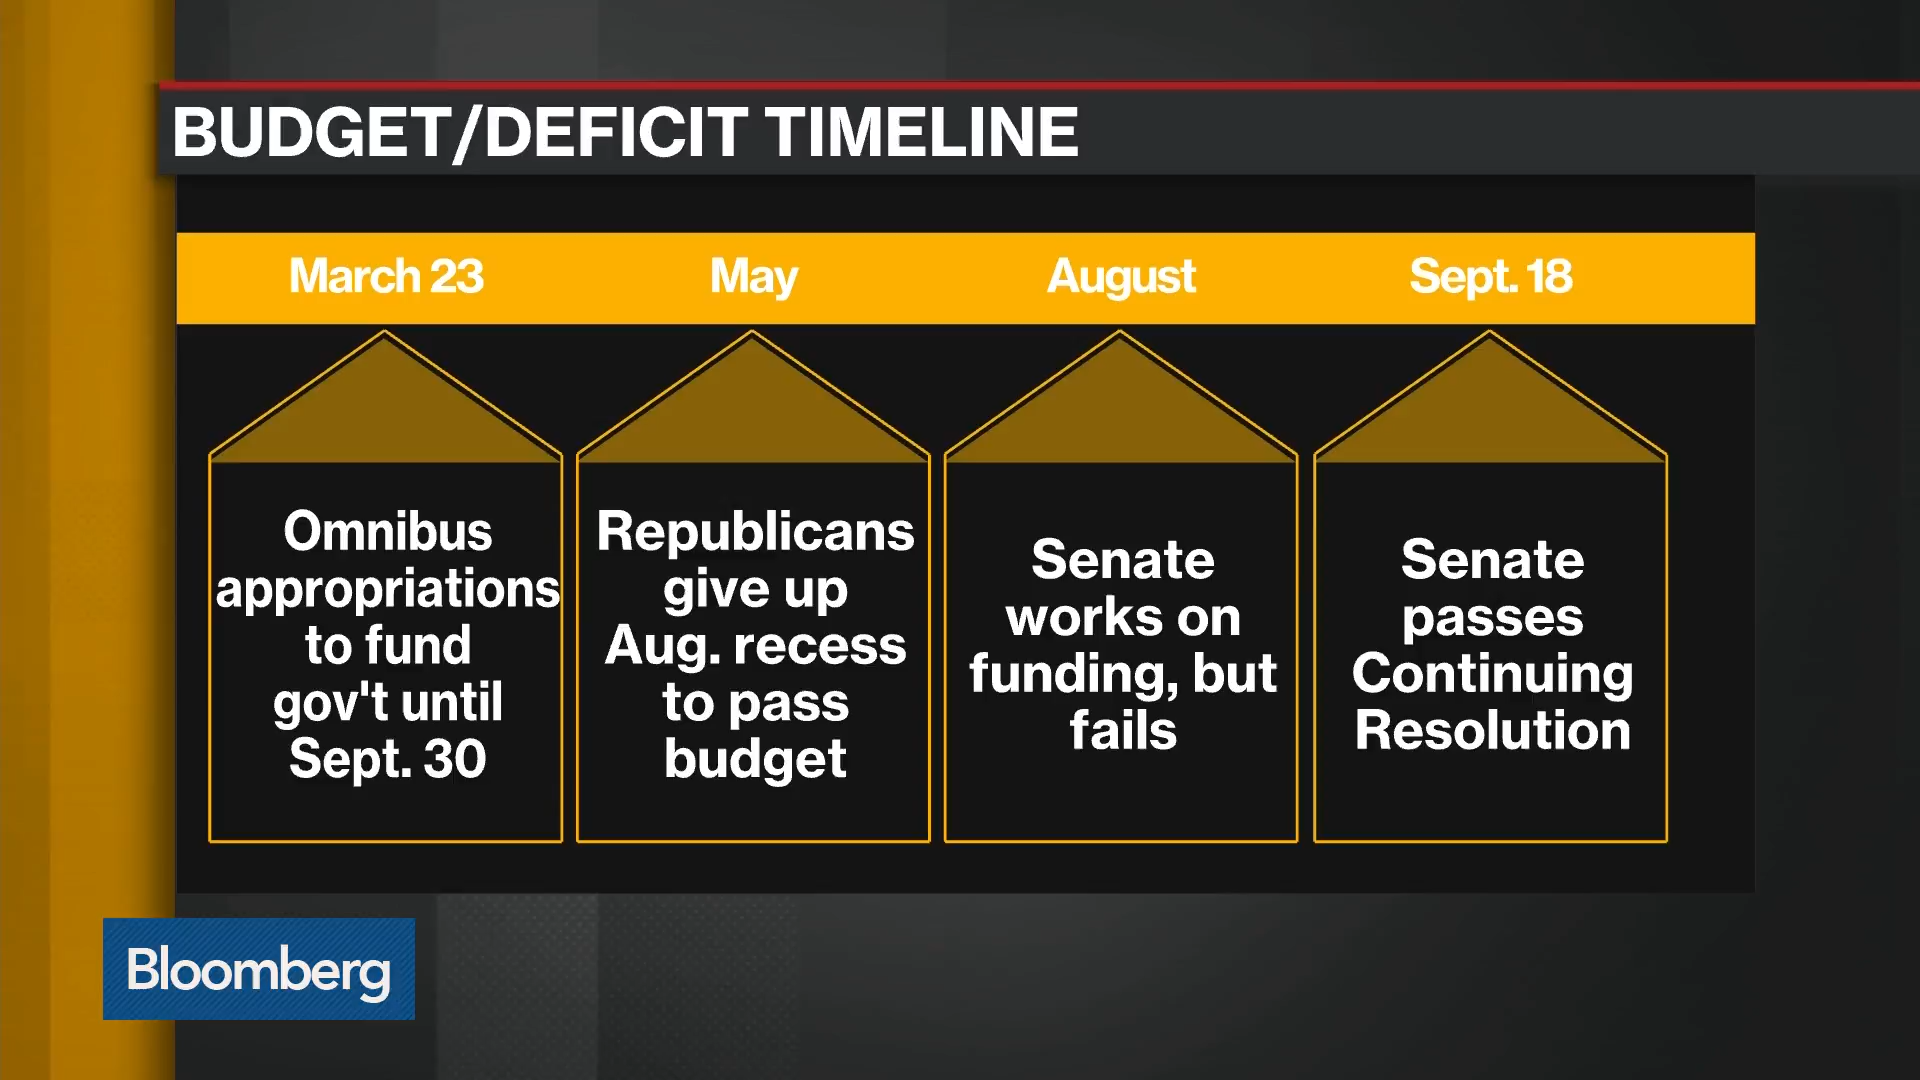 BUDGET/DEFICIT TIMELINE
March 23
May
August
Sept. 18
Omnibus
appropriations
to fund
gov't until
Sept. 30
Republicans
give up
Aug. recess
to pass
budget
Senate
works on
funding, but
fails
Senate
passes
Continuing
Resolution
Bloomberg